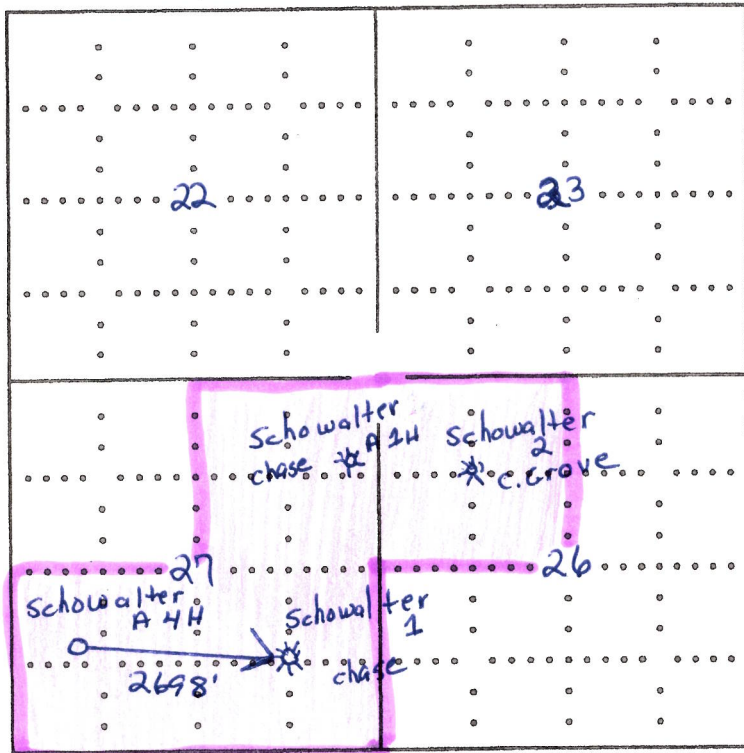 22
23
Schowalter
chase A 1H
Schowalter
2
C. Grove
27
26
Schowalter
A 4H
2698'
Schowalter
1
chase